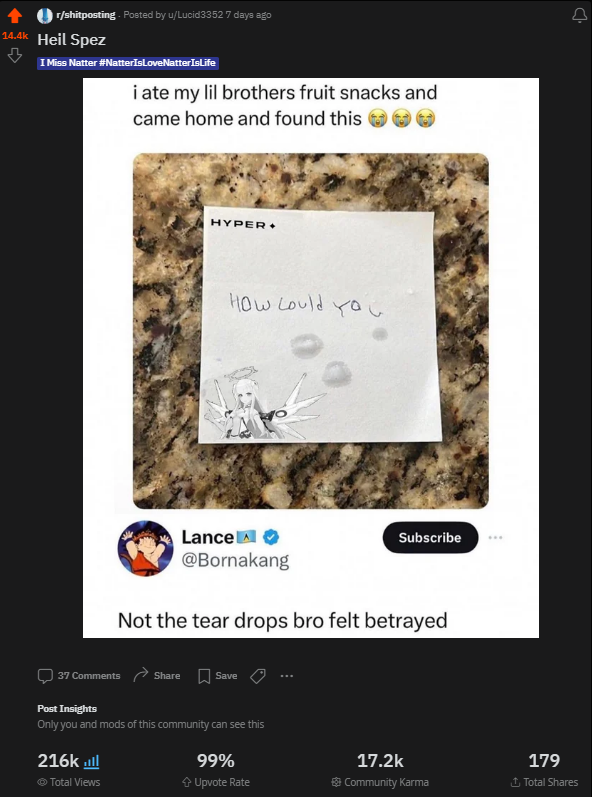 r/shitposting · Posted by u/Lucid3352 7 days ago
14.4k
Heil Spez
I Miss Natter #NatterIsLoveNatterIsLife
i ate my lil brothers fruit snacks and
came home and found this 😭😭😭
HYPER+
HOW COULD YOU
Lance🇱🇨
@Bornakang
Subscribe
Not the tear drops bro felt betrayed
37 Comments Share Save
Post Insights
Only you and mods of this community can see this
216k 99% 17.2k 179
Total Views Upvote Rate Community Karma Total Shares